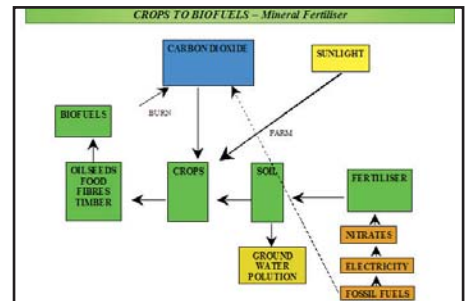 CROPS TO BIOFUELS – Mineral Fertiliser
CARBON DIOXIDE
SUNLIGHT
BIOFUELS
BURN
FARM
OILSEEDS
FOOD
FIBRES
TIMBER
CROPS
SOIL
FERTILISER
NITRATES
GROUND
WATER
POLUTION
ELECTRICITY
FOSSIL FUELS